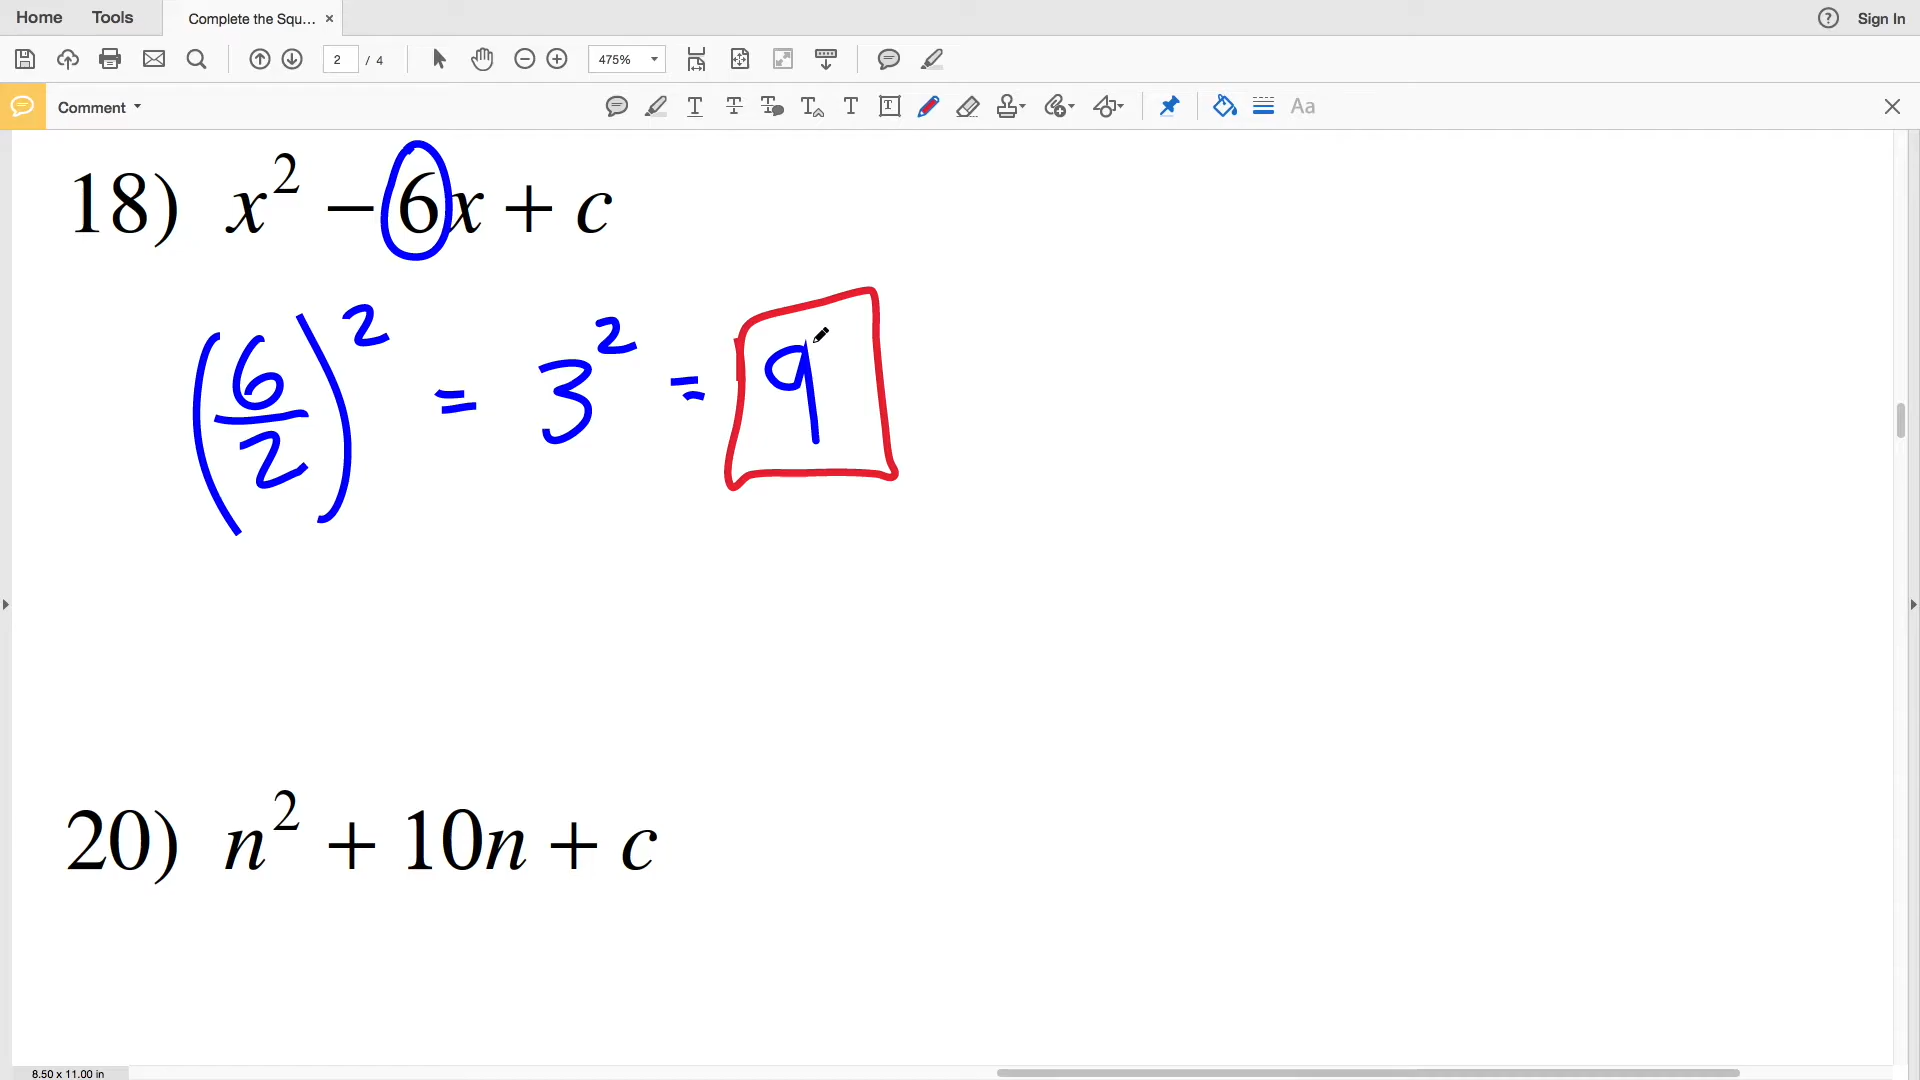 Home Tools Complete the Squ... × ? Sign In
2 / 4 475%
Comment Aa
18) x² − 6x + c
(6/2)² = 3² = 9
20) n² + 10n + c
8.50 x 11.00 in